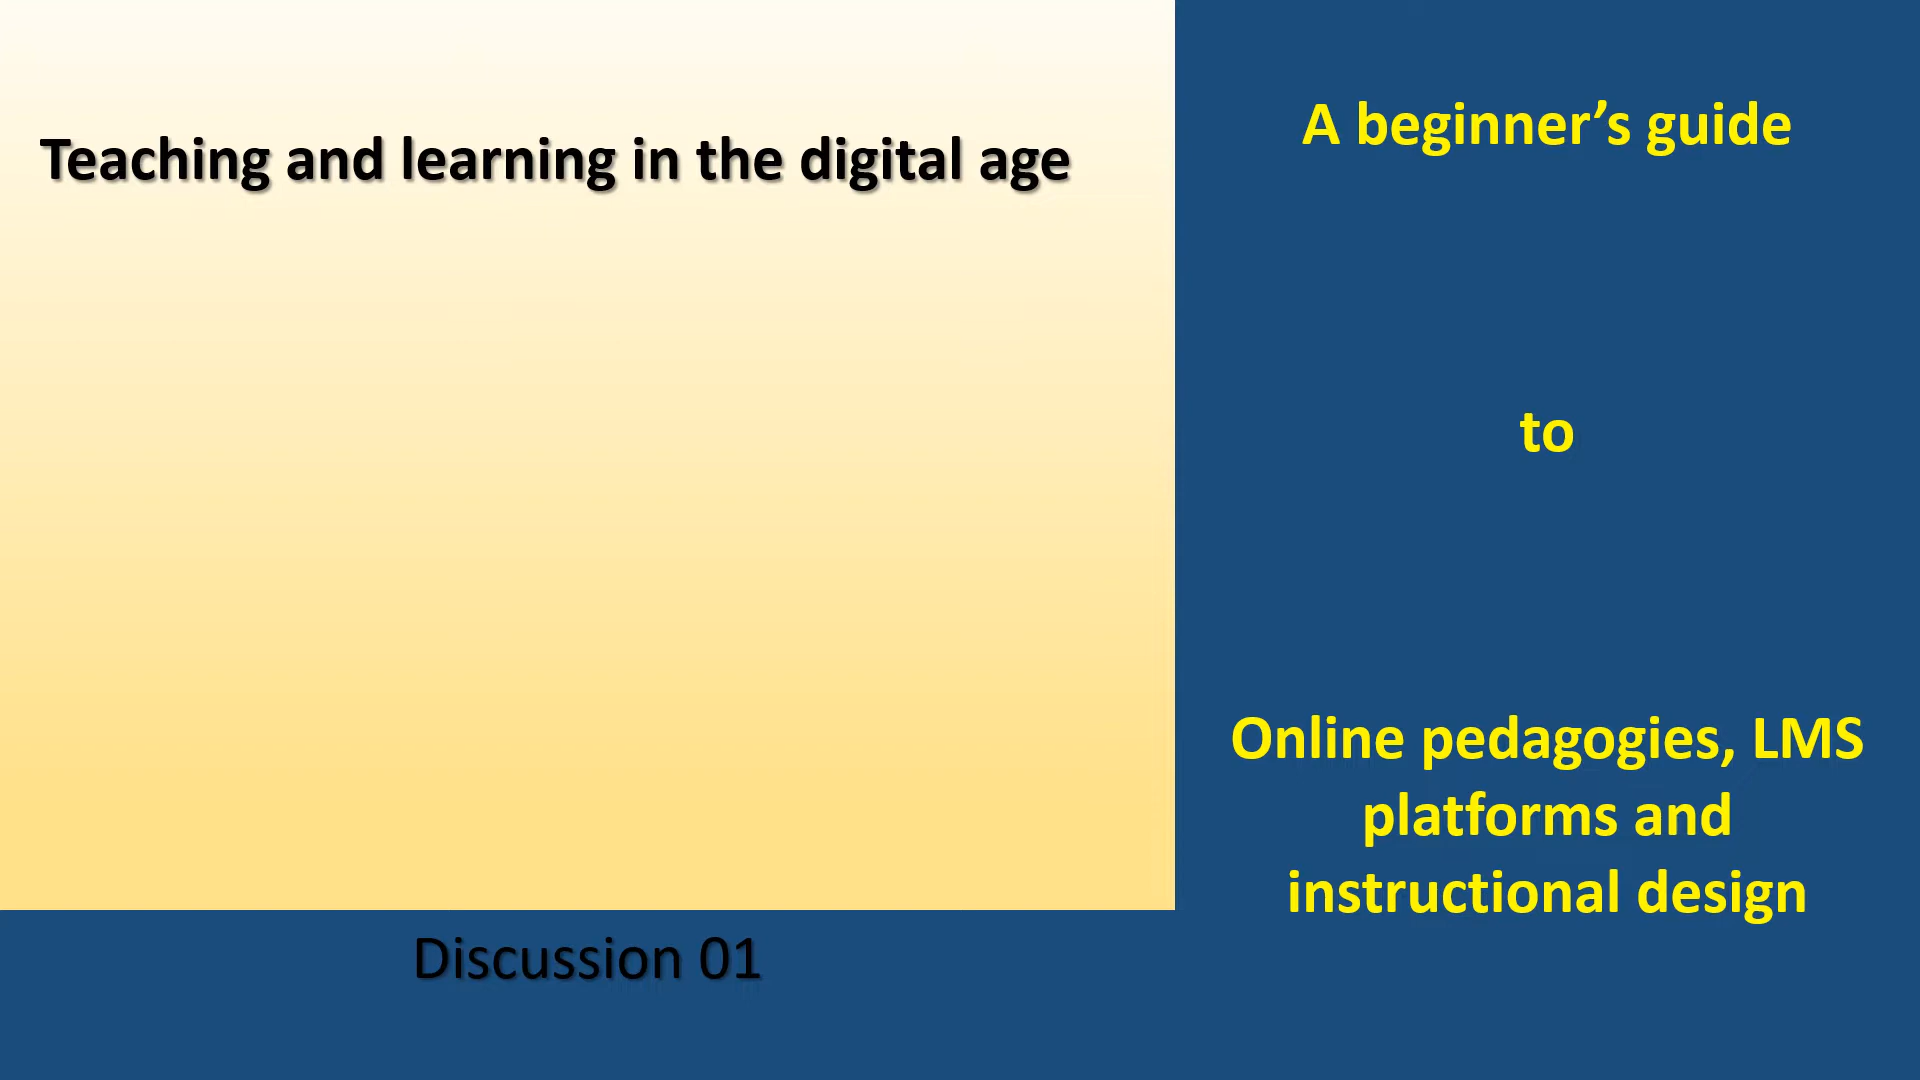 Teaching and learning in the digital age
Discussion 01
A beginner’s guide
to
Online pedagogies, LMS
platforms and
instructional design